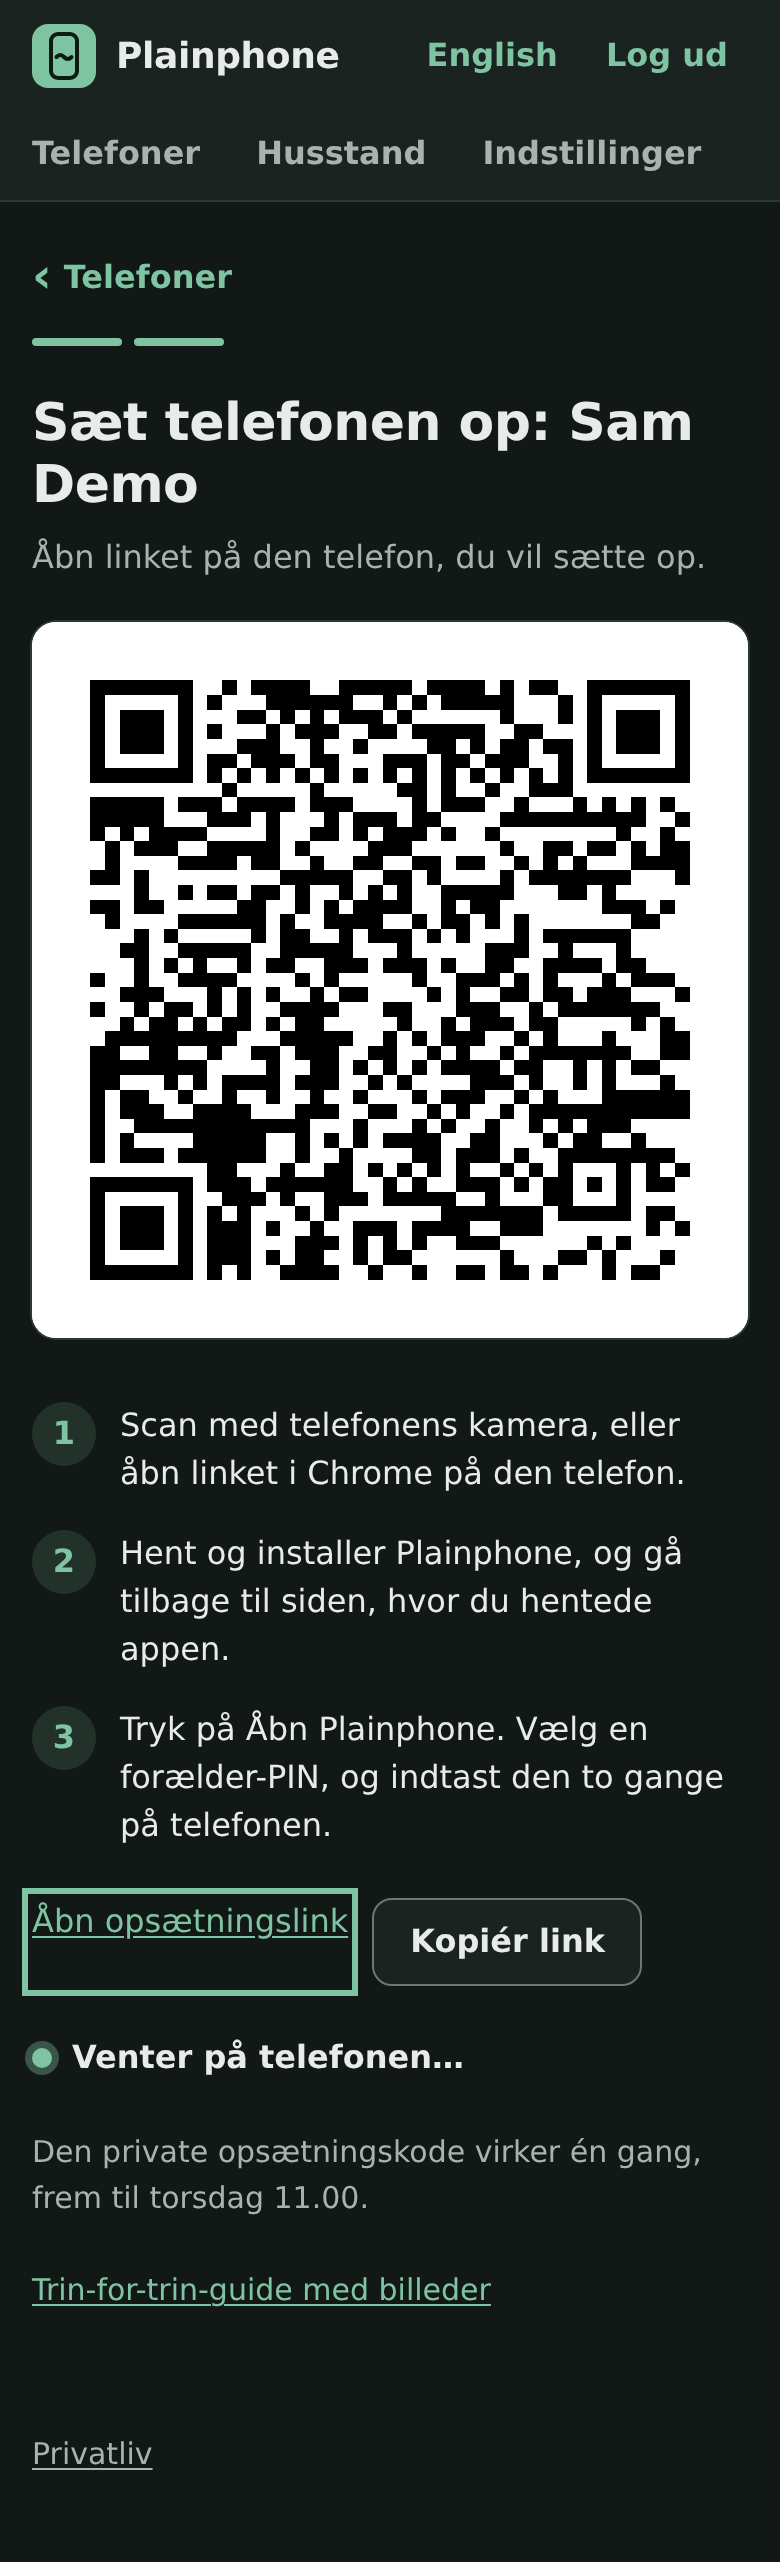 Plainphone
English
Log ud
Telefoner
Husstand
Indstillinger
‹ Telefoner
Sæt telefonen op: Sam
Demo
Åbn linket på den telefon, du vil sætte op.
1
Scan med telefonens kamera, eller
åbn linket i Chrome på den telefon.
2
Hent og installer Plainphone, og gå
tilbage til siden, hvor du hentede
appen.
3
Tryk på Åbn Plainphone. Vælg en
forælder-PIN, og indtast den to gange
på telefonen.
Åbn opsætningslink
Kopiér link
Venter på telefonen…
Den private opsætningskode virker én gang,
frem til torsdag 11.00.
Trin-for-trin-guide med billeder
Privatliv